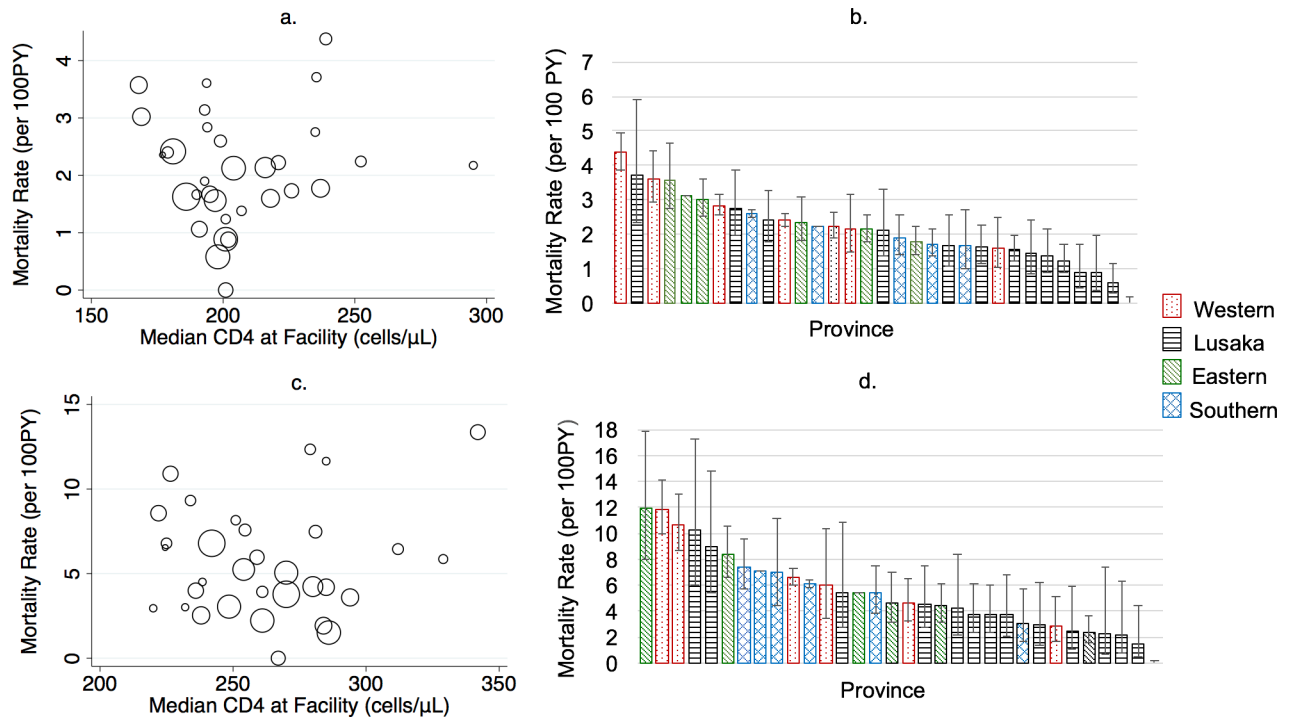 a.
Mortality Rate (per 100PY)
4
3
2
1
0
150 200 250 300
Median CD4 at Facility (cells/μL)
b.
Mortality Rate (per 100 PY)
7
6
5
4
3
2
1
0
Province
Western
Lusaka
Eastern
Southern
c.
Mortality Rate (per 100PY)
15
10
5
0
200 250 300 350
Median CD4 at Facility (cells/μL)
d.
Mortality Rate (per 100PY)
18
16
14
12
10
8
6
4
2
0
Province